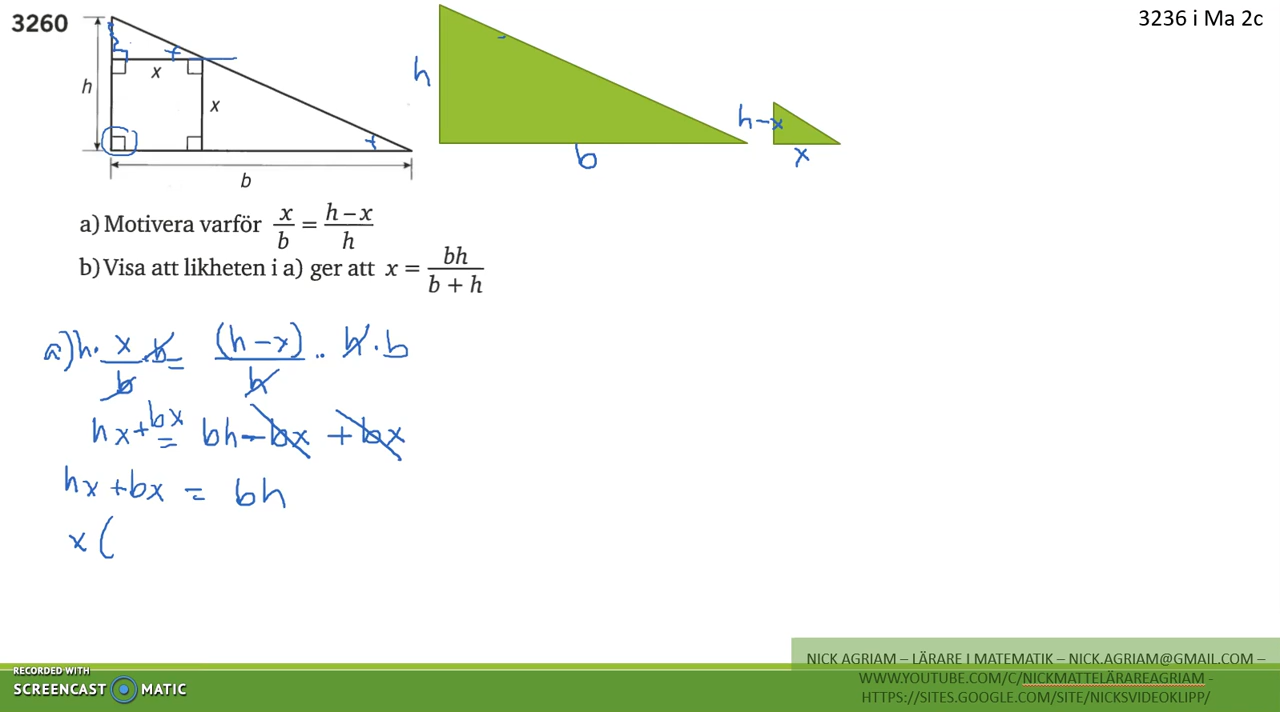 3260
3236 i Ma 2c
h
x
x
b
h
b
h-x
x
a) Motivera varför x/b = h-x/h
b) Visa att likheten i a) ger att x = bh/b + h
a) h· x/b ·b = (h-x)/h ·· h·b
hx+bx = bh-bx +bx
hx +bx = bh
x (
RECORDED WITH
SCREENCAST MATIC
NICK AGRIAM – LÄRARE I MATEMATIK – NICK.AGRIAM@GMAIL.COM –
WWW.YOUTUBE.COM/C/NICKMATTELÄRAREAGRIAM -
HTTPS://SITES.GOOGLE.COM/SITE/NICKSVIDEOKLIPP/